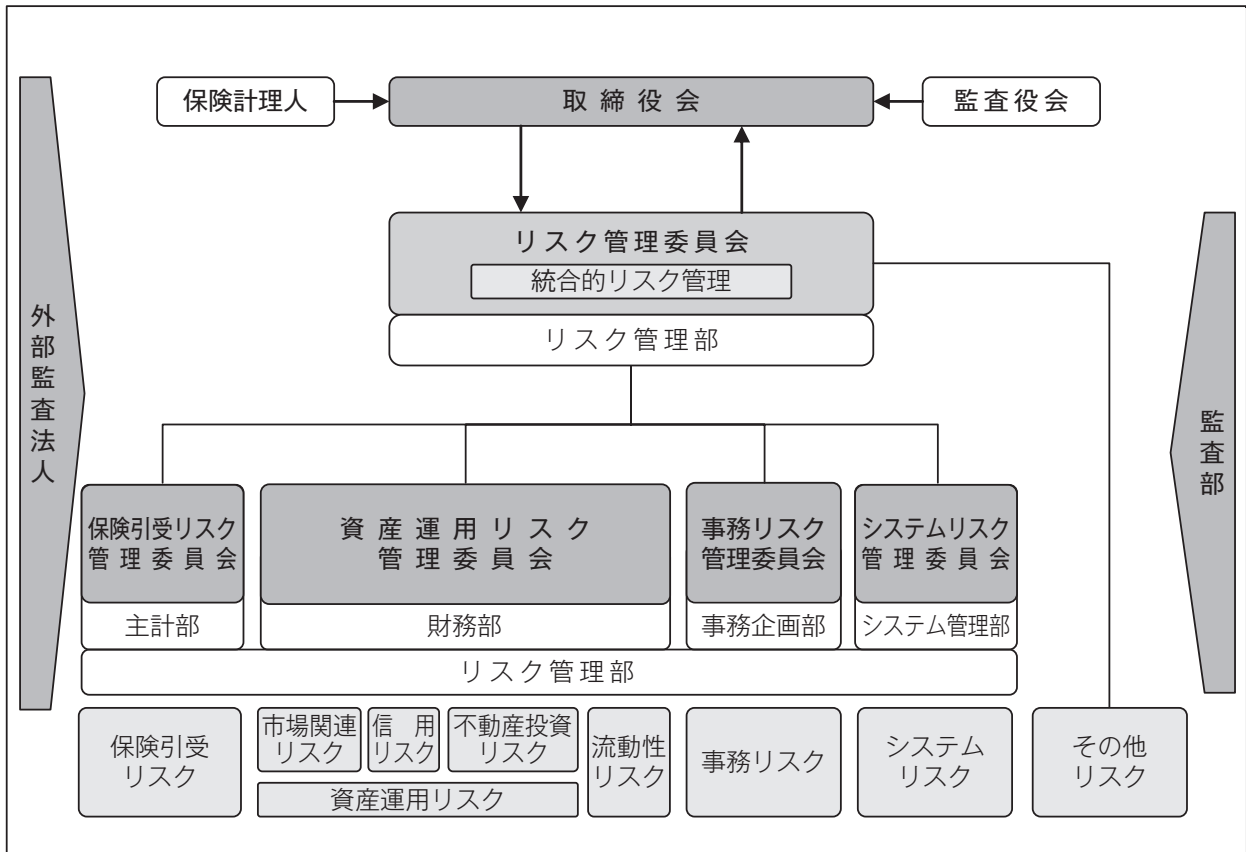 保険計理人
取締役会
監査役会
リスク管理委員会
統合的リスク管理
リスク管理部
外部監査法人
監査部
保険引受リスク
管理委員会
主計部
資産運用リスク
管理委員会
財務部
事務リスク
管理委員会
事務企画部
システムリスク
管理委員会
システム管理部
リスク管理部
保険引受
リスク
市場関連
リスク
信用
リスク
不動産投資
リスク
資産運用リスク
流動性
リスク
事務リスク
システム
リスク
その他
リスク